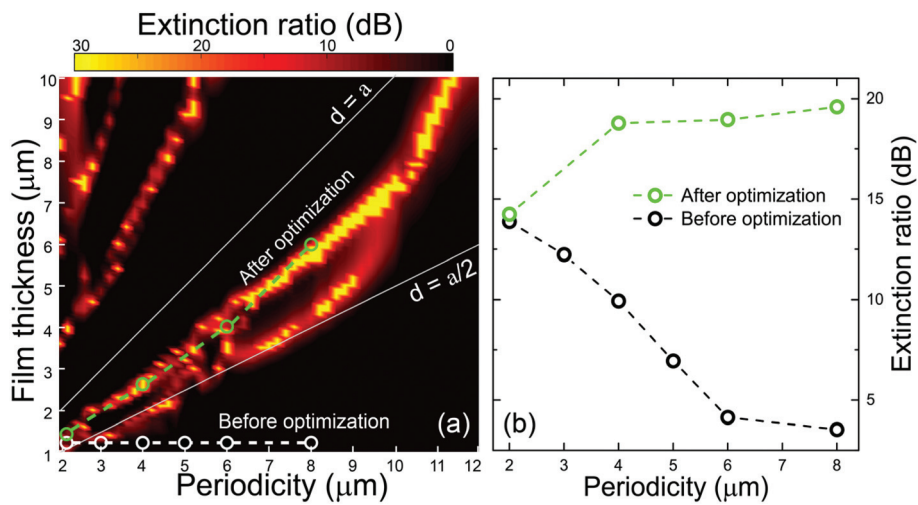 Extinction ratio (dB)
30 20 10 0
Film thickness (μm)
10
9
8
7
6
5
4
3
2
1
d = a
After optimization
d = a/2
Before optimization
(a)
2 3 4 5 6 7 8 9 10 11 12
Periodicity (μm)
(b)
After optimization
Before optimization
20
15
10
5
Extinction ratio (dB)
2 3 4 5 6 7 8
Periodicity (μm)